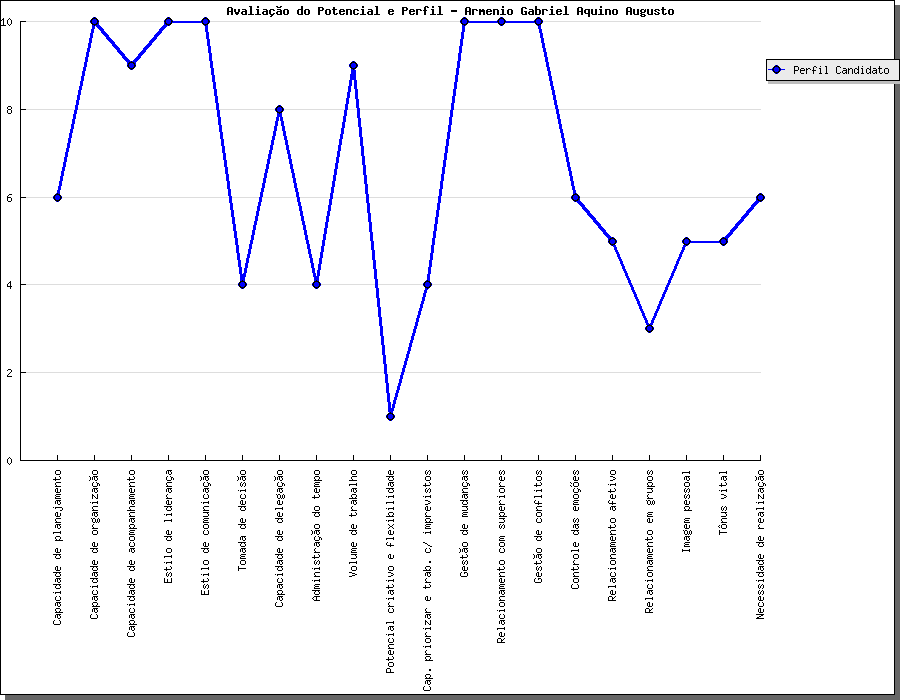 Avaliação do Potencial e Perfil - Armenio Gabriel Aquino Augusto
10
8
6
4
2
0
Perfil Candidato
Capacidade de planejamento
Capacidade de organização
Capacidade de acompanhamento
Estilo de liderança
Estilo de comunicação
Tomada de decisão
Capacidade de delegação
Administração do tempo
Volume de trabalho
Potencial criativo e flexibilidade
Cap. priorizar e trab. c/ imprevistos
Gestão de mudanças
Relacionamento com superiores
Gestão de conflitos
Controle das emoções
Relacionamento afetivo
Relacionamento em grupos
Imagem pessoal
Tônus vital
Necessidade de realização